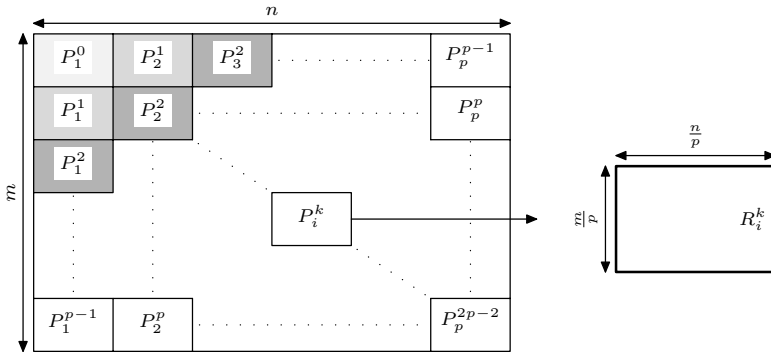 n
P_1^0 P_2^1 P_3^2 P_p^{p-1}
P_1^1 P_2^2 P_p^p
n/p
P_1^2
m
P_i^k
m/p
R_i^k
P_1^{p-1} P_2^p P_p^{2p-2}